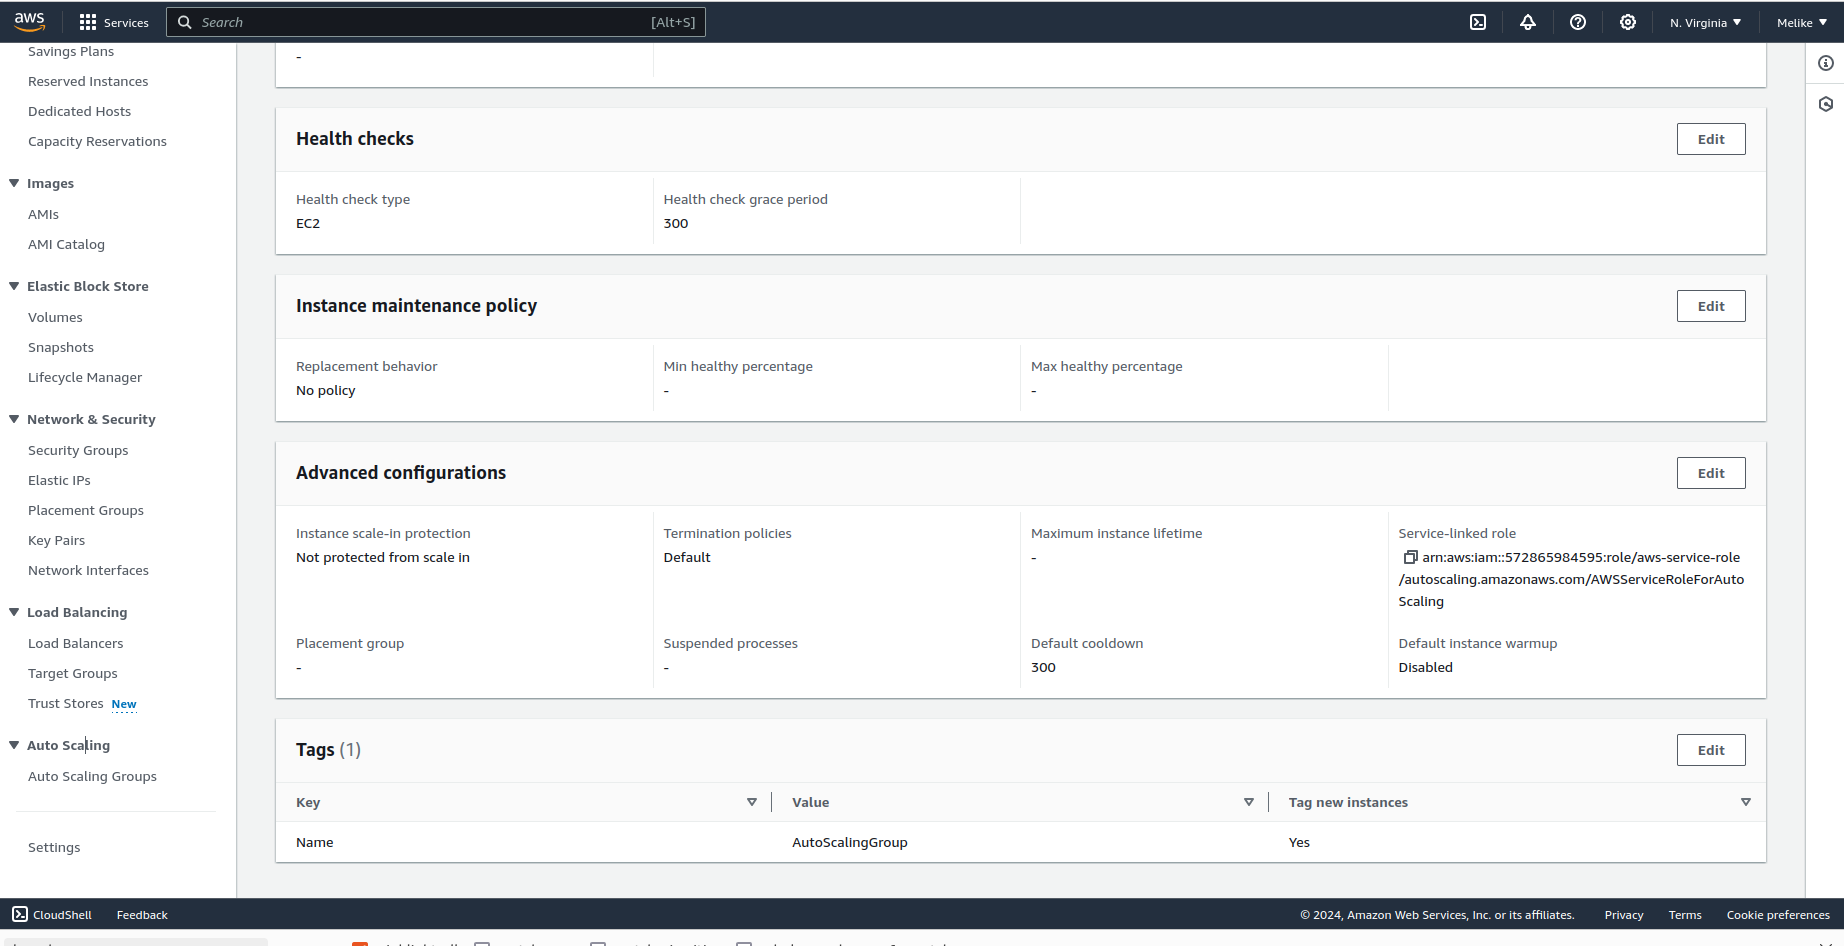 aws
Services
Search
[Alt+S]
N. Virginia
Melike
Savings Plans
Reserved Instances
Dedicated Hosts
Capacity Reservations
Images
AMIs
AMI Catalog
Elastic Block Store
Volumes
Snapshots
Lifecycle Manager
Network & Security
Security Groups
Elastic IPs
Placement Groups
Key Pairs
Network Interfaces
Load Balancing
Load Balancers
Target Groups
Trust Stores New
Auto Scaling
Auto Scaling Groups
Settings
-
Health checks
Edit
Health check type
EC2
Health check grace period
300
Instance maintenance policy
Edit
Replacement behavior
No policy
Min healthy percentage
-
Max healthy percentage
-
Advanced configurations
Edit
Instance scale-in protection
Not protected from scale in
Termination policies
Default
Maximum instance lifetime
-
Service-linked role
arn:aws:iam::572865984595:role/aws-service-role
/autoscaling.amazonaws.com/AWSServiceRoleForAuto
Scaling
Placement group
-
Suspended processes
-
Default cooldown
300
Default instance warmup
Disabled
Tags (1)
Edit
Key Value Tag new instances
Name AutoScalingGroup Yes
CloudShell Feedback
© 2024, Amazon Web Services, Inc. or its affiliates. Privacy Terms Cookie preferences